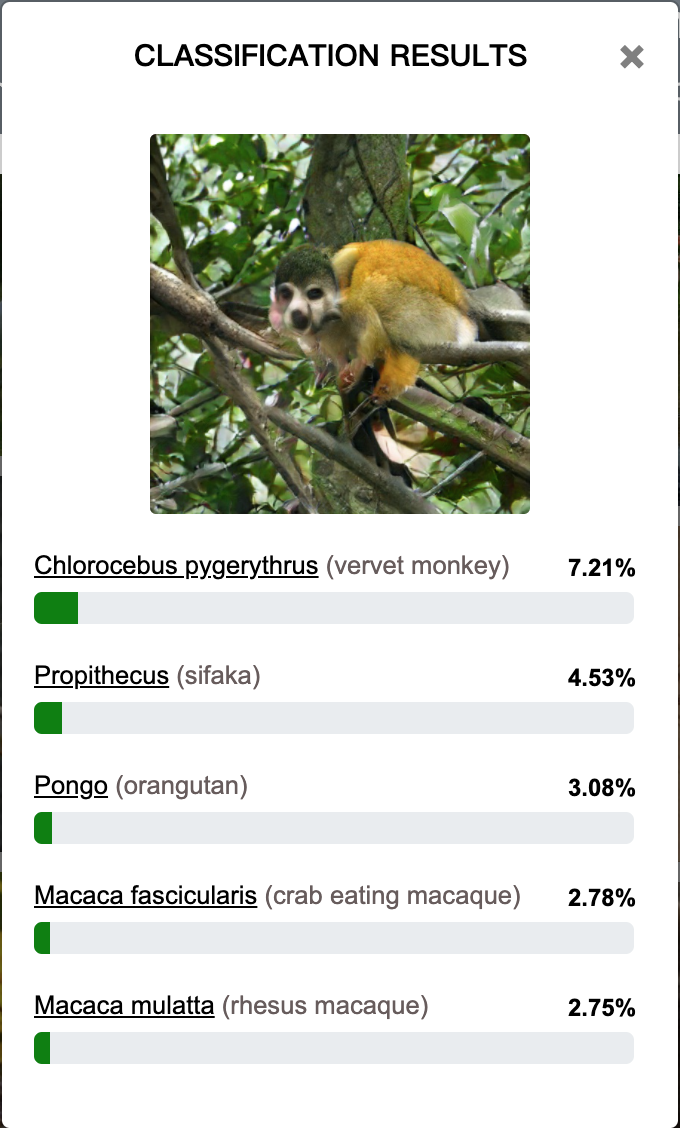 CLASSIFICATION RESULTS
Chlorocebus pygerythrus (vervet monkey) 7.21%
Propithecus (sifaka) 4.53%
Pongo (orangutan) 3.08%
Macaca fascicularis (crab eating macaque) 2.78%
Macaca mulatta (rhesus macaque) 2.75%